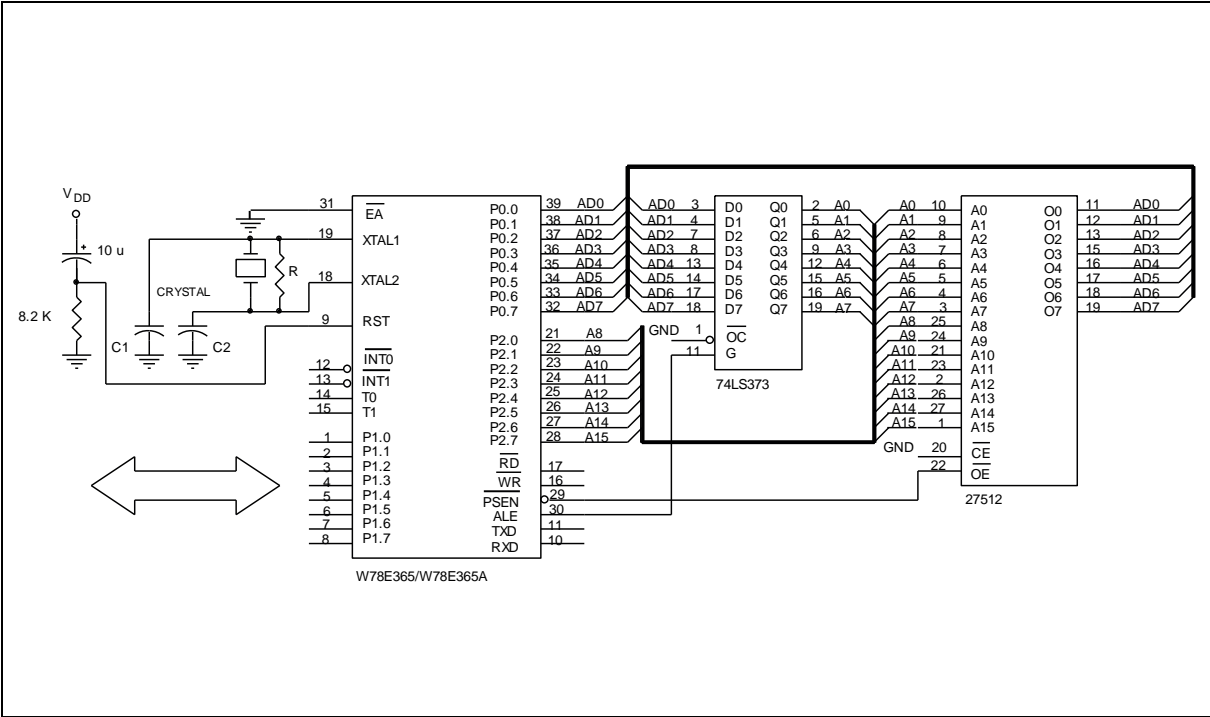 V DD
10 u
8.2 K
C1
C2
CRYSTAL
R
31 EA
19 XTAL1
18 XTAL2
9 RST
12 INT0
13 INT1
14 T0
15 T1
1 P1.0
2 P1.1
3 P1.2
4 P1.3
5 P1.4
6 P1.5
7 P1.6
8 P1.7
P0.0 39 AD0
P0.1 38 AD1
P0.2 37 AD2
P0.3 36 AD3
P0.4 35 AD4
P0.5 34 AD5
P0.6 33 AD6
P0.7 32 AD7
P2.0 21 A8
P2.1 22 A9
P2.2 23 A10
P2.3 24 A11
P2.4 25 A12
P2.5 26 A13
P2.6 27 A14
P2.7 28 A15
RD 17
WR 16
PSEN 29
ALE 30
TXD 11
RXD 10
W78E365/W78E365A
AD0 3 D0 Q0 2 A0
AD1 4 D1 Q1 5 A1
AD2 7 D2 Q2 6 A2
AD3 8 D3 Q3 9 A3
AD4 13 D4 Q4 12 A4
AD5 14 D5 Q5 15 A5
AD6 17 D6 Q6 16 A6
AD7 18 D7 Q7 19 A7
GND 1 OC
11 G
74LS373
A0 10 A0 O0 11 AD0
A1 9 A1 O1 12 AD1
A2 8 A2 O2 13 AD2
A3 7 A3 O3 15 AD3
A4 6 A4 O4 16 AD4
A5 5 A5 O5 17 AD5
A6 4 A6 O6 18 AD6
A7 3 A7 O7 19 AD7
A8 25 A8
A9 24 A9
A10 21 A10
A11 23 A11
A12 2 A12
A13 26 A13
A14 27 A14
A15 1 A15
GND 20 CE
22 OE
27512